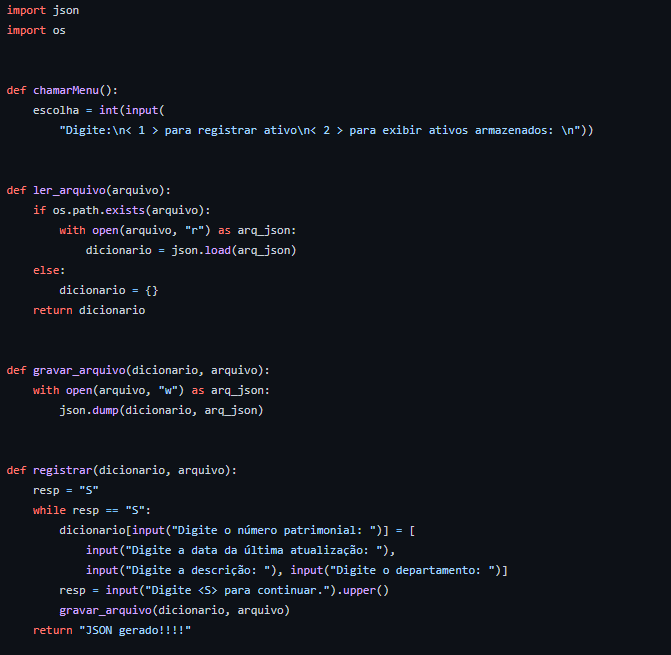 import json
import os
def chamarMenu():
    escolha = int(input(
        "Digite:\n< 1 > para registrar ativo\n< 2 > para exibir ativos armazenados: \n"))
def ler_arquivo(arquivo):
    if os.path.exists(arquivo):
        with open(arquivo, "r") as arq_json:
            dicionario = json.load(arq_json)
    else:
        dicionario = {}
    return dicionario
def gravar_arquivo(dicionario, arquivo):
    with open(arquivo, "w") as arq_json:
        json.dump(dicionario, arq_json)
def registrar(dicionario, arquivo):
    resp = "S"
    while resp == "S":
        dicionario[input("Digite o número patrimonial: ")] = [
            input("Digite a data da última atualização: "),
            input("Digite a descrição: "), input("Digite o departamento: ")]
        resp = input("Digite <S> para continuar.").upper()
        gravar_arquivo(dicionario, arquivo)
    return "JSON gerado!!!!"